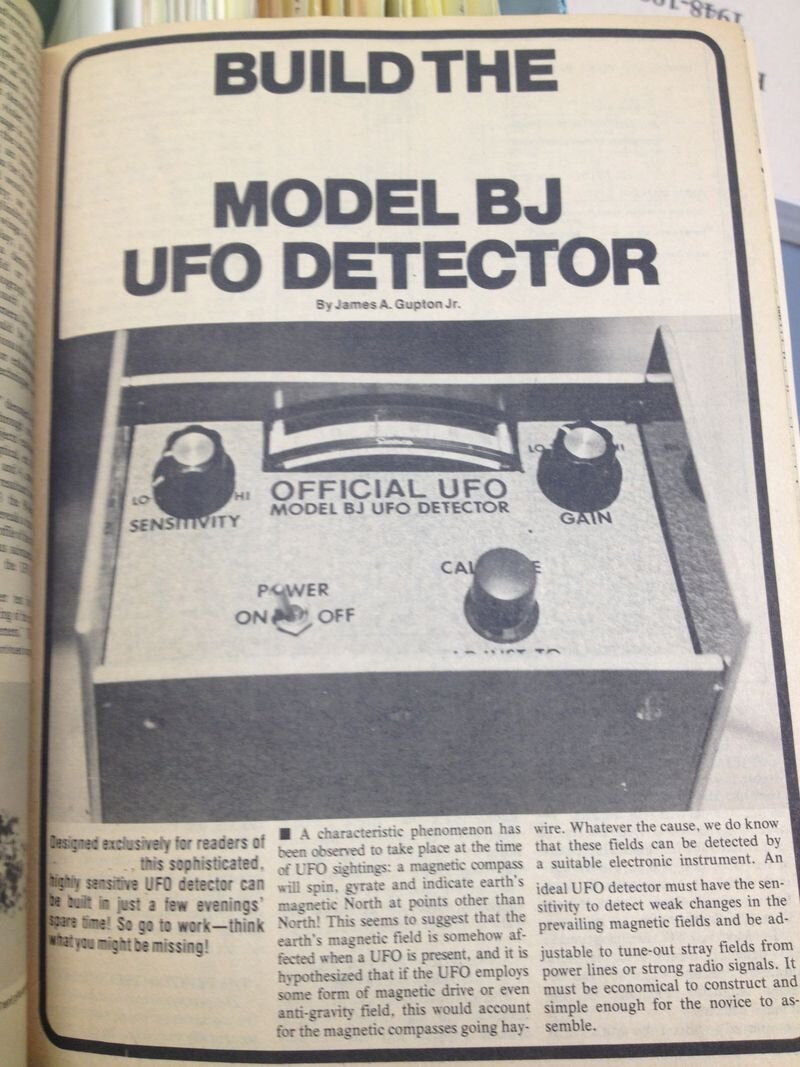 BUILD THE
MODEL BJ
UFO DETECTOR
By James A. Gupton Jr.
LO
HI
SENSITIVITY
OFFICIAL UFO
MODEL BJ UFO DETECTOR
LO
HI
GAIN
POWER
ON
OFF
Designed exclusively for readers of
this sophisticated,
highly sensitive UFO detector can
be built in just a few evenings'
spare time! So go to work—think
what you might be missing!
■ A characteristic phenomenon has
been observed to take place at the time
of UFO sightings: a magnetic compass
will spin, gyrate and indicate earth's
magnetic North at points other than
North! This seems to suggest that the
earth's magnetic field is somehow af-
fected when a UFO is present, and it is
hypothesized that if the UFO employs
some form of magnetic drive or even
anti-gravity field, this would account
for the magnetic compasses going hay-
wire. Whatever the cause, we do know
that these fields can be detected by
a suitable electronic instrument. An
ideal UFO detector must have the sen-
sitivity to detect weak changes in the
prevailing magnetic fields and be ad-
justable to tune-out stray fields from
power lines or strong radio signals. It
must be economical to construct and
simple enough for the novice to as-
semble.